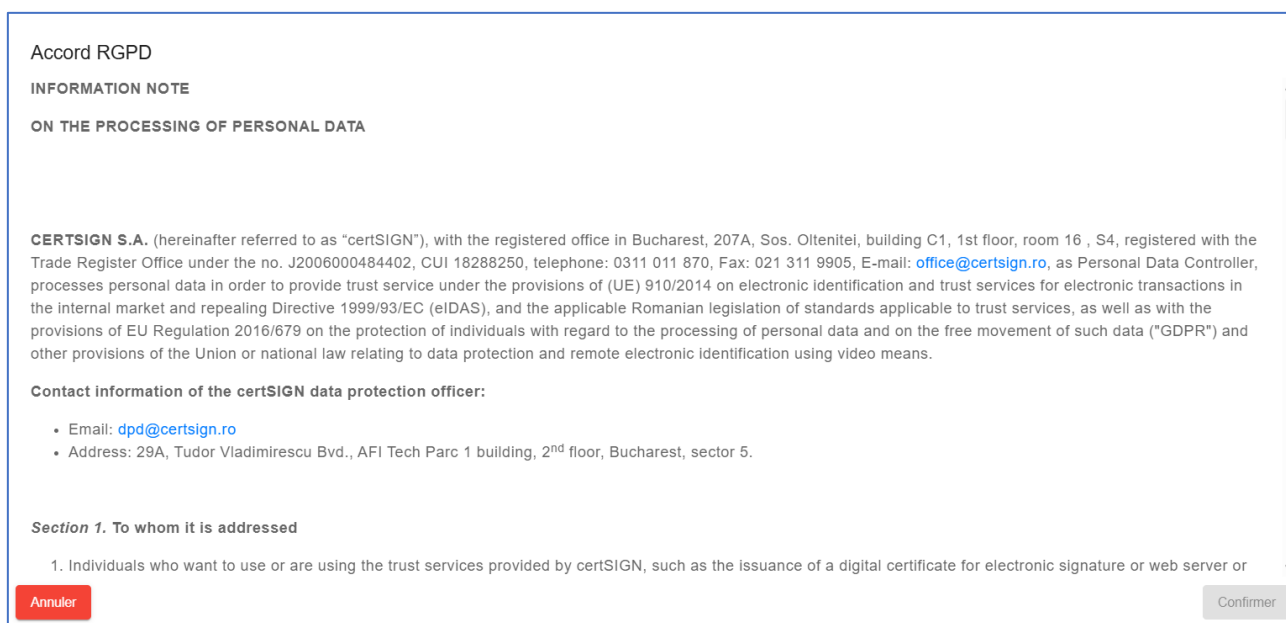 Accord RGPD
INFORMATION NOTE
ON THE PROCESSING OF PERSONAL DATA
CERTSIGN S.A. (hereinafter referred to as “certSIGN”), with the registered office in Bucharest, 207A, Sos. Oltenitei, building C1, 1st floor, room 16 , S4, registered with the
Trade Register Office under the no. J2006000484402, CUI 18288250, telephone: 0311 011 870, Fax: 021 311 9905, E-mail: office@certsign.ro, as Personal Data Controller,
processes personal data in order to provide trust service under the provisions of (UE) 910/2014 on electronic identification and trust services for electronic transactions in
the internal market and repealing Directive 1999/93/EC (eIDAS), and the applicable Romanian legislation of standards applicable to trust services, as well as with the
provisions of EU Regulation 2016/679 on the protection of individuals with regard to the processing of personal data and on the free movement of such data ("GDPR") and
other provisions of the Union or national law relating to data protection and remote electronic identification using video means.
Contact information of the certSIGN data protection officer:
• Email: dpd@certsign.ro
• Address: 29A, Tudor Vladimirescu Bvd., AFI Tech Parc 1 building, 2nd floor, Bucharest, sector 5.
Section 1. To whom it is addressed
1. Individuals who want to use or are using the trust services provided by certSIGN, such as the issuance of a digital certificate for electronic signature or web server or
Annuler
Confirmer